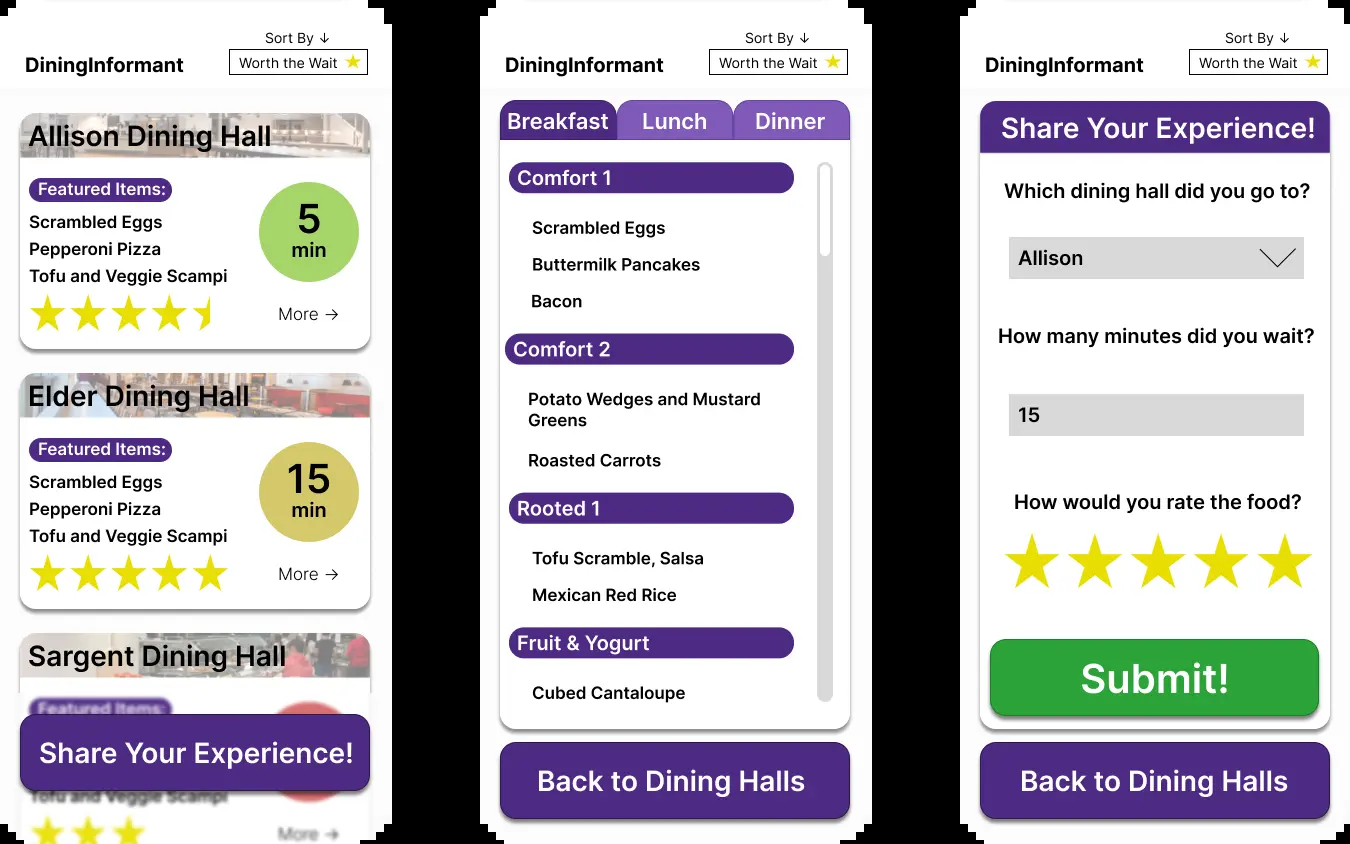 Sort By ↓
DiningInformant
Worth the Wait
Allison Dining Hall
Featured Items:
Scrambled Eggs
Pepperoni Pizza
Tofu and Veggie Scampi
5
min
More →
Elder Dining Hall
Featured Items:
Scrambled Eggs
Pepperoni Pizza
Tofu and Veggie Scampi
15
min
More →
Sargent Dining Hall
Featured Items:
Share Your Experience!
Tofu and Veggie Scampi
More →
Sort By ↓
DiningInformant
Worth the Wait
Breakfast
Lunch
Dinner
Comfort 1
Scrambled Eggs
Buttermilk Pancakes
Bacon
Comfort 2
Potato Wedges and Mustard
Greens
Roasted Carrots
Rooted 1
Tofu Scramble, Salsa
Mexican Red Rice
Fruit & Yogurt
Cubed Cantaloupe
Back to Dining Halls
Sort By ↓
DiningInformant
Worth the Wait
Share Your Experience!
Which dining hall did you go to?
Allison
How many minutes did you wait?
15
How would you rate the food?
Submit!
Back to Dining Halls